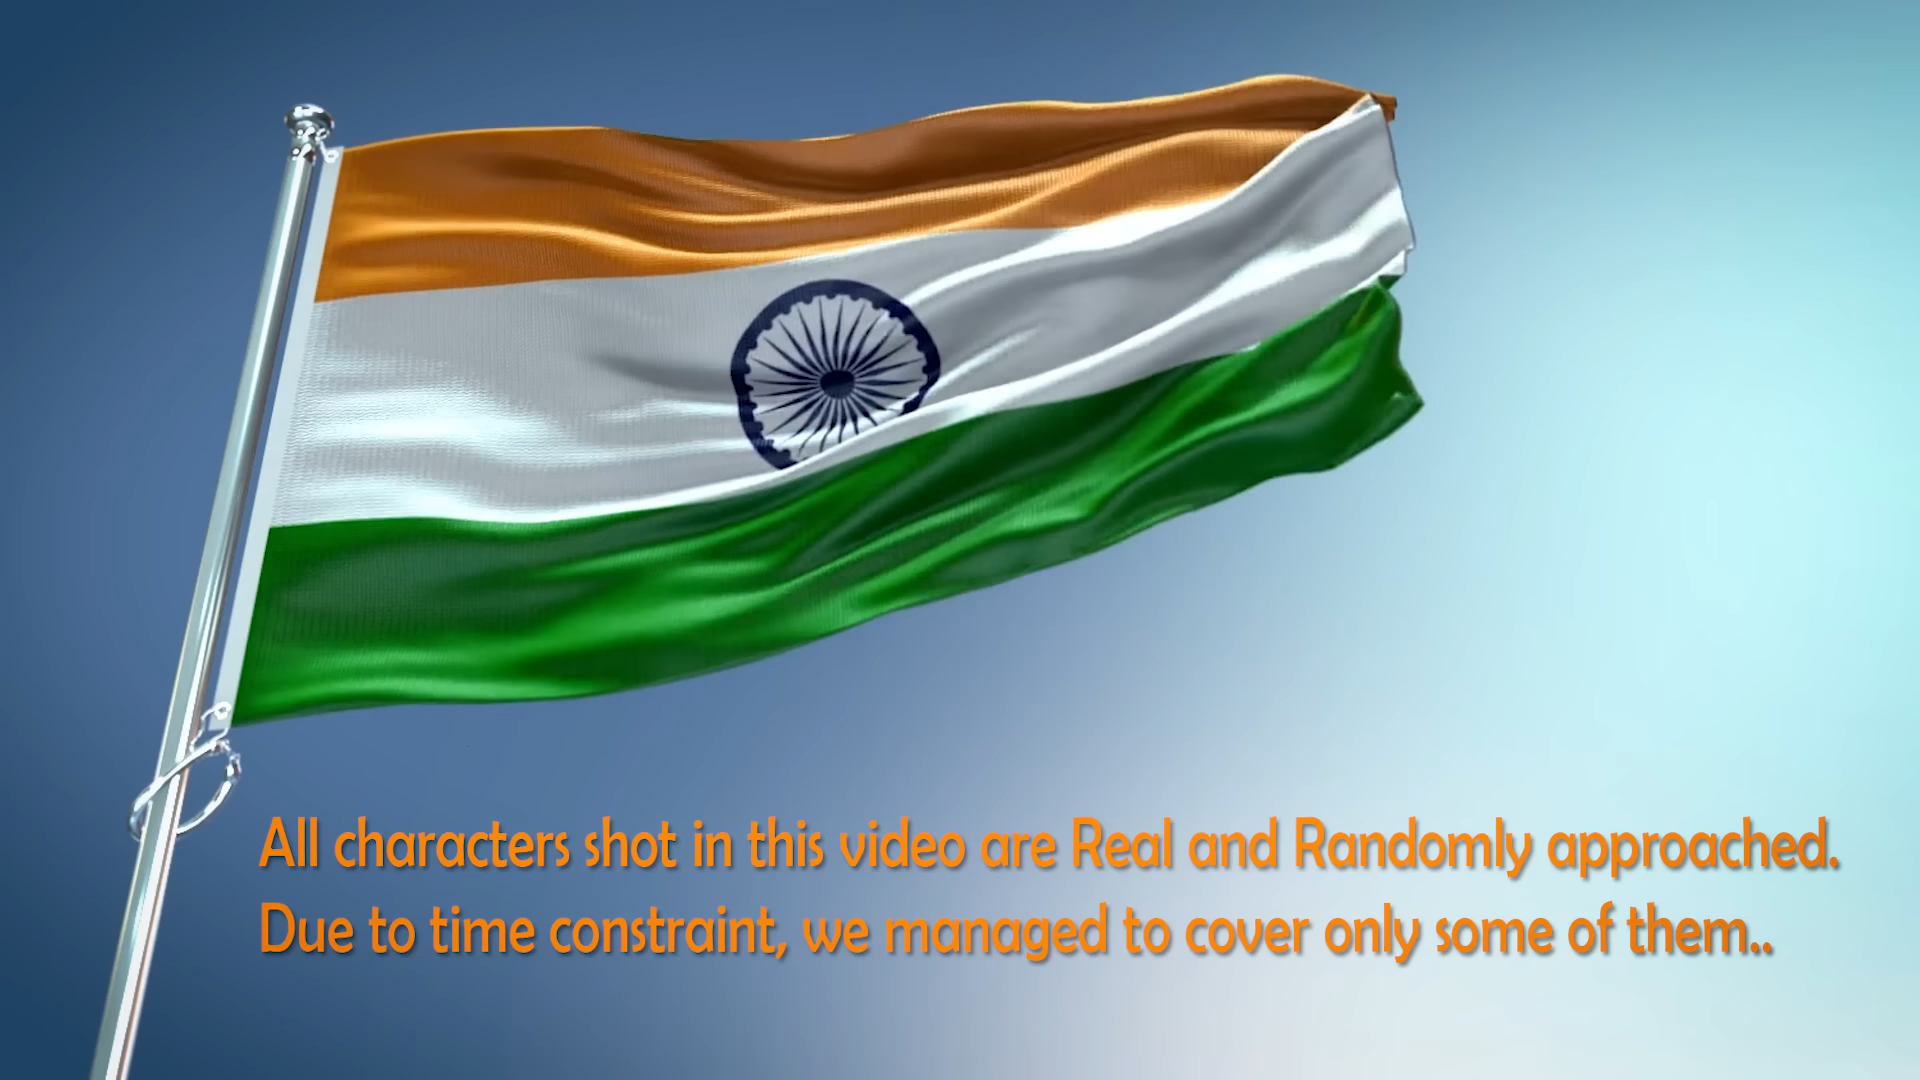 All characters shot in this video are Real and Randomly approached.
Due to time constraint, we managed to cover only some of them..